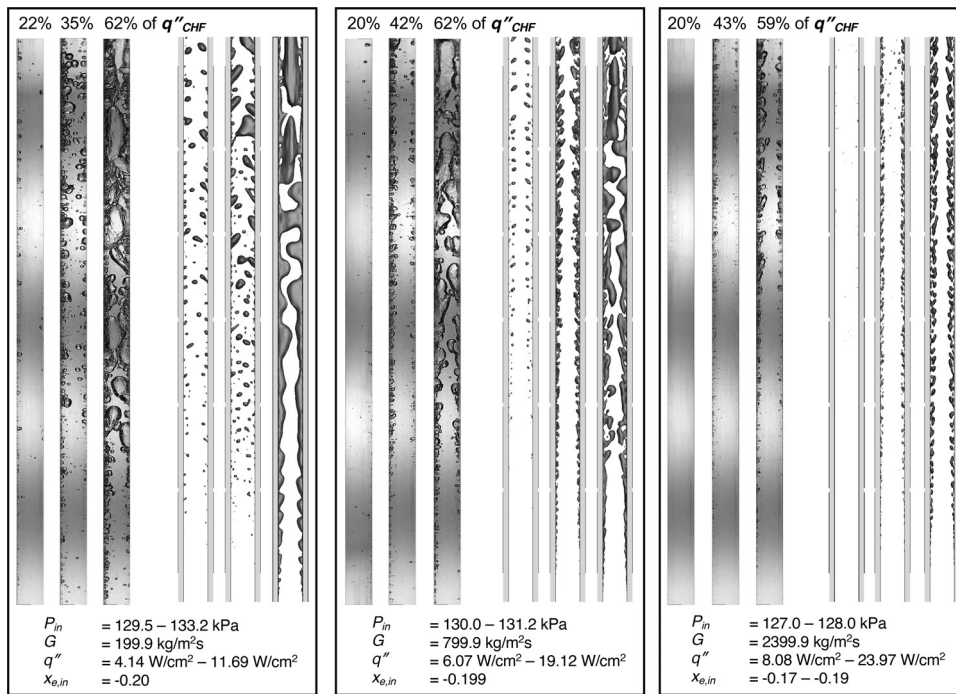 22% 35% 62% of q″CHF
Pin = 129.5 – 133.2 kPa
G = 199.9 kg/m²s
q″ = 4.14 W/cm² – 11.69 W/cm²
xe,in = -0.20
20% 42% 62% of q″CHF
Pin = 130.0 – 131.2 kPa
G = 799.9 kg/m²s
q″ = 6.07 W/cm² – 19.12 W/cm²
xe,in = -0.199
20% 43% 59% of q″CHF
Pin = 127.0 – 128.0 kPa
G = 2399.9 kg/m²s
q″ = 8.08 W/cm² – 23.97 W/cm²
xe,in = -0.17 – -0.19